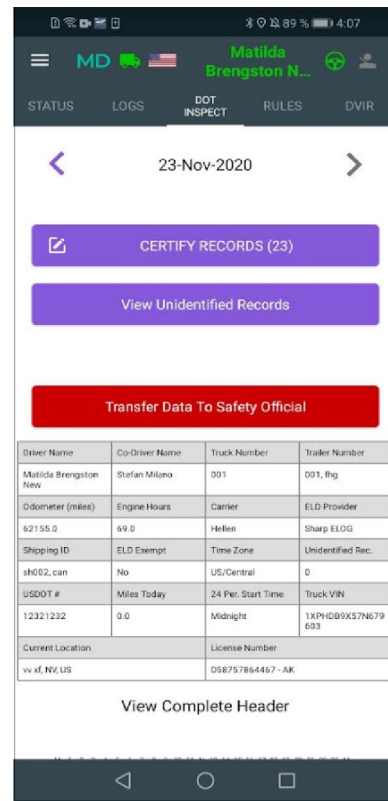 89 % 4:07
MD
Matilda
Brengston N...
STATUS
LOGS
DOT
INSPECT
RULES
DVIR
23-Nov-2020
CERTIFY RECORDS (23)
View Unidentified Records
Transfer Data To Safety Official
Driver Name Co-Driver Name Truck Number Trailer Number
Matilda Brengston
New
Stefan Milano 001 001, fhg
Odometer (miles) Engine Hours Carrier ELD Provider
62155.0 69.0 Hellen Sharp ELOG
Shipping ID ELD Exempt Time Zone Unidentified Rec.
sh002, can No US/Central 0
USDOT # Miles Today 24 Per. Start Time Truck VIN
12321232 0.0 Midnight 1XPHDB9X57N679
603
Current Location License Number
vv xf, NV, US D58757864467 - AK
View Complete Header